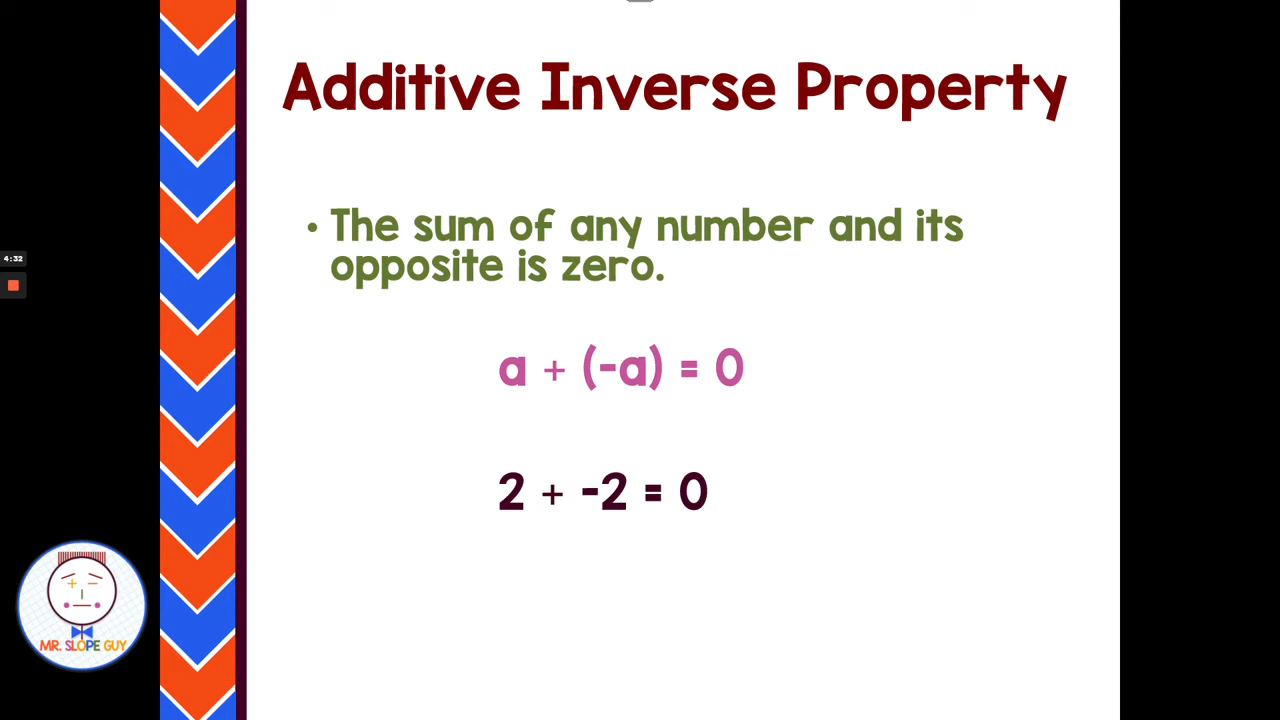 Additive Inverse Property
• The sum of any number and its
opposite is zero.
a + (-a) = 0
2 + -2 = 0
4:32
MR. SLOPE GUY